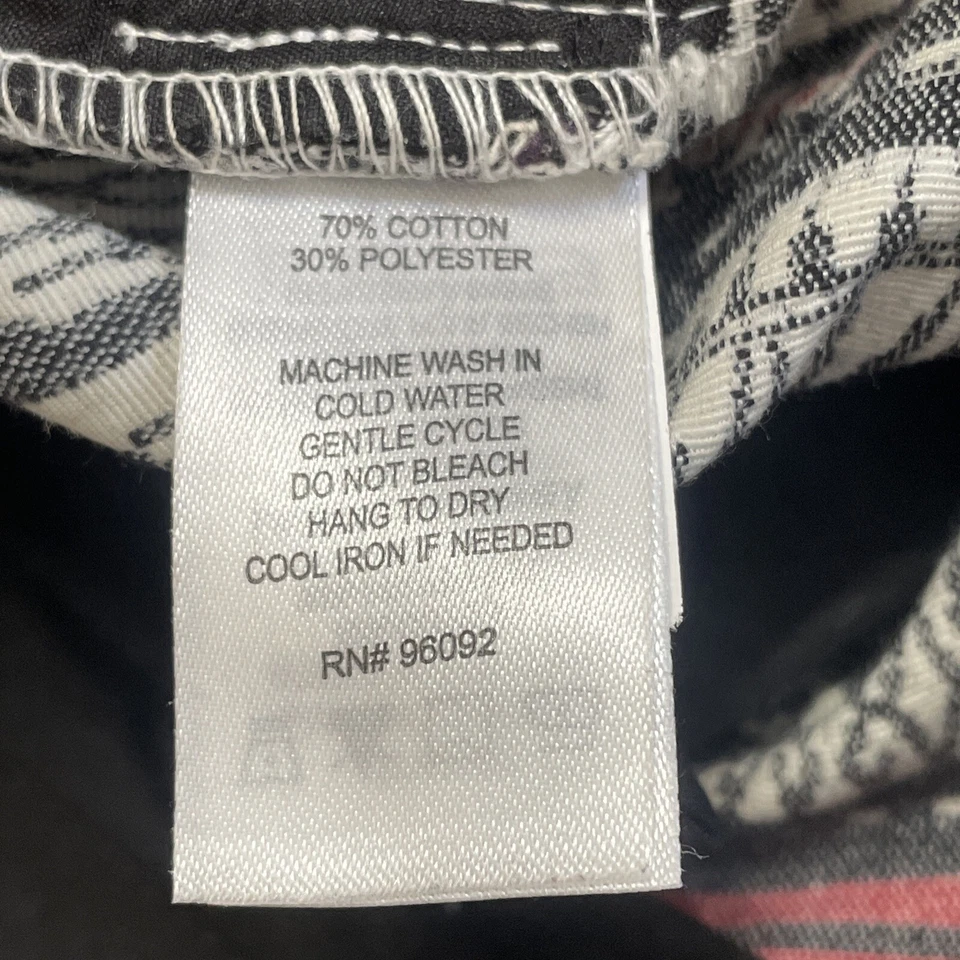 70% COTTON
30% POLYESTER
MACHINE WASH IN
COLD WATER
GENTLE CYCLE
DO NOT BLEACH
HANG TO DRY
COOL IRON IF NEEDED
RN# 96092